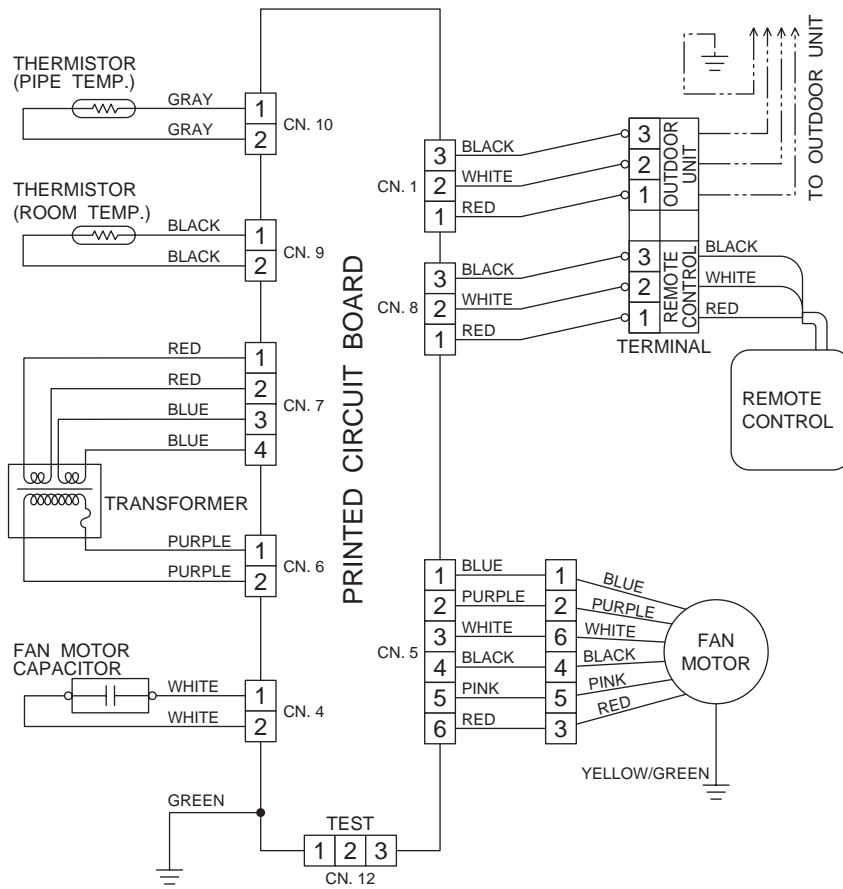 THERMISTOR
(PIPE TEMP.)
GRAY
GRAY
1
2
CN. 10
THERMISTOR
(ROOM TEMP.)
BLACK
BLACK
1
2
CN. 9
RED
RED
BLUE
BLUE
1
2
3
4
CN. 7
TRANSFORMER
PURPLE
PURPLE
1
2
CN. 6
FAN MOTOR
CAPACITOR
WHITE
WHITE
1
2
CN. 4
GREEN
TEST
1 2 3
CN. 12
PRINTED CIRCUIT BOARD
CN. 1
3
2
1
BLACK
WHITE
RED
3
2
1
OUTDOOR
UNIT
TO OUTDOOR UNIT
CN. 8
3
2
1
BLACK
WHITE
RED
3
2
1
REMOTE
CONTROL
TERMINAL
BLACK
WHITE
RED
REMOTE
CONTROL
CN. 5
1
2
3
4
5
6
BLUE
PURPLE
WHITE
BLACK
PINK
RED
1
2
6
4
5
3
BLUE
PURPLE
WHITE
BLACK
PINK
RED
FAN
MOTOR
YELLOW/GREEN